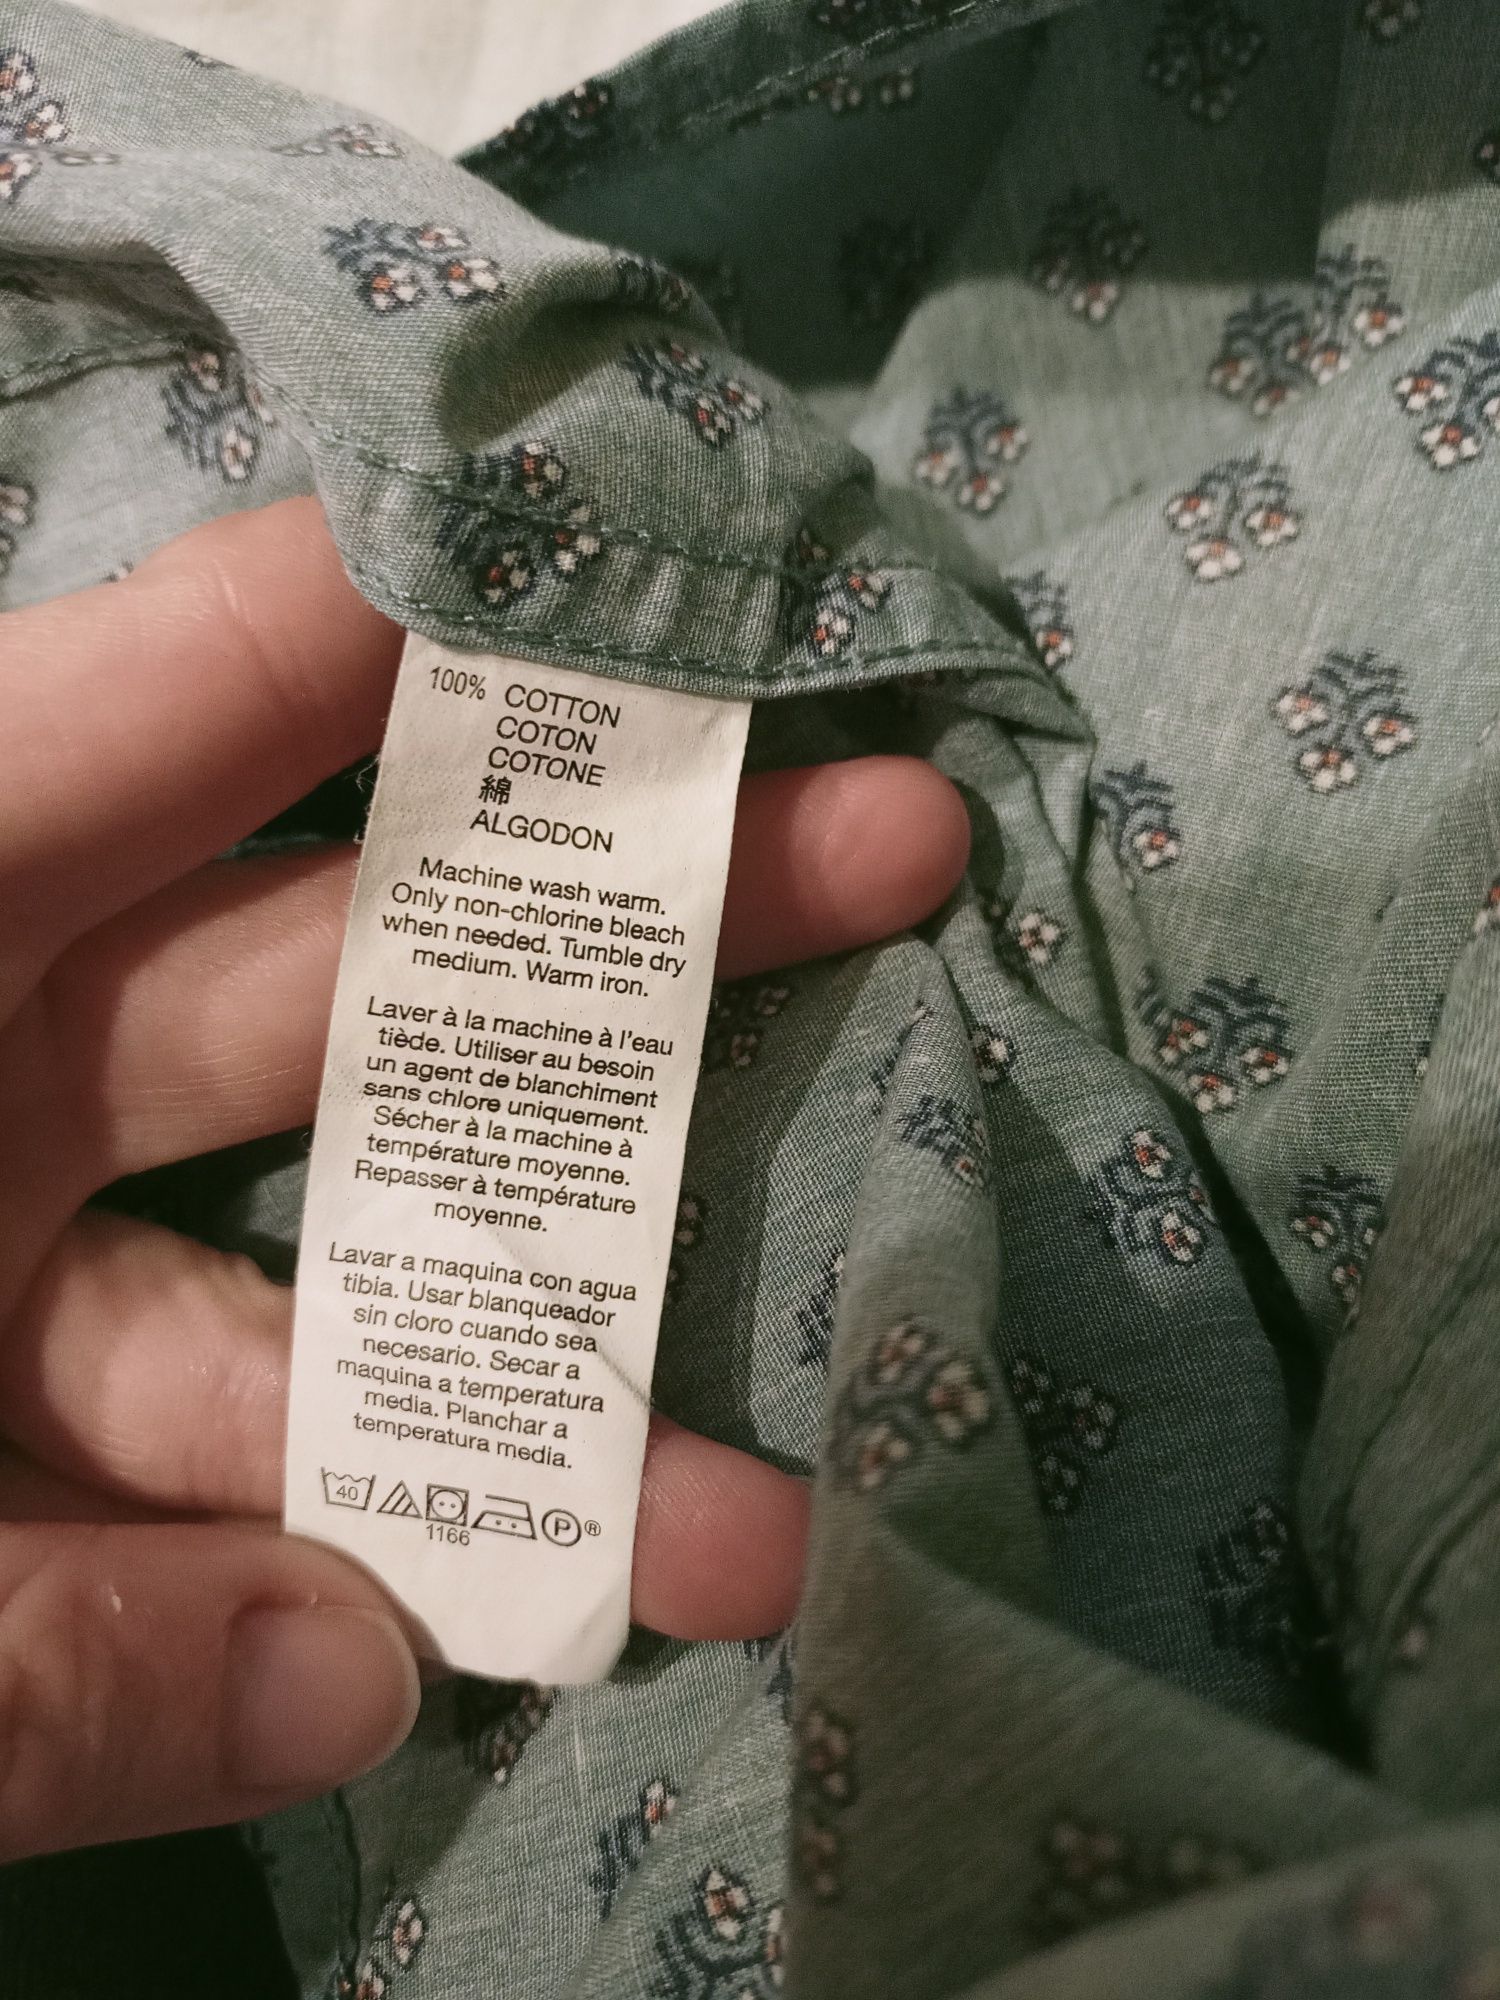 100% COTTON
COTON
COTONE
綿
ALGODON
Machine wash warm.
Only non-chlorine bleach
when needed. Tumble dry
medium. Warm iron.
Laver à la machine à l'eau
tiède. Utiliser au besoin
un agent de blanchiment
sans chlore uniquement.
Sécher à la machine à
température moyenne.
Repasser à température
moyenne.
Lavar a maquina con agua
tibia. Usar blanqueador
sin cloro cuando sea
necesario. Secar a
maquina a temperatura
media. Planchar a
temperatura media.
40 P ®
1166